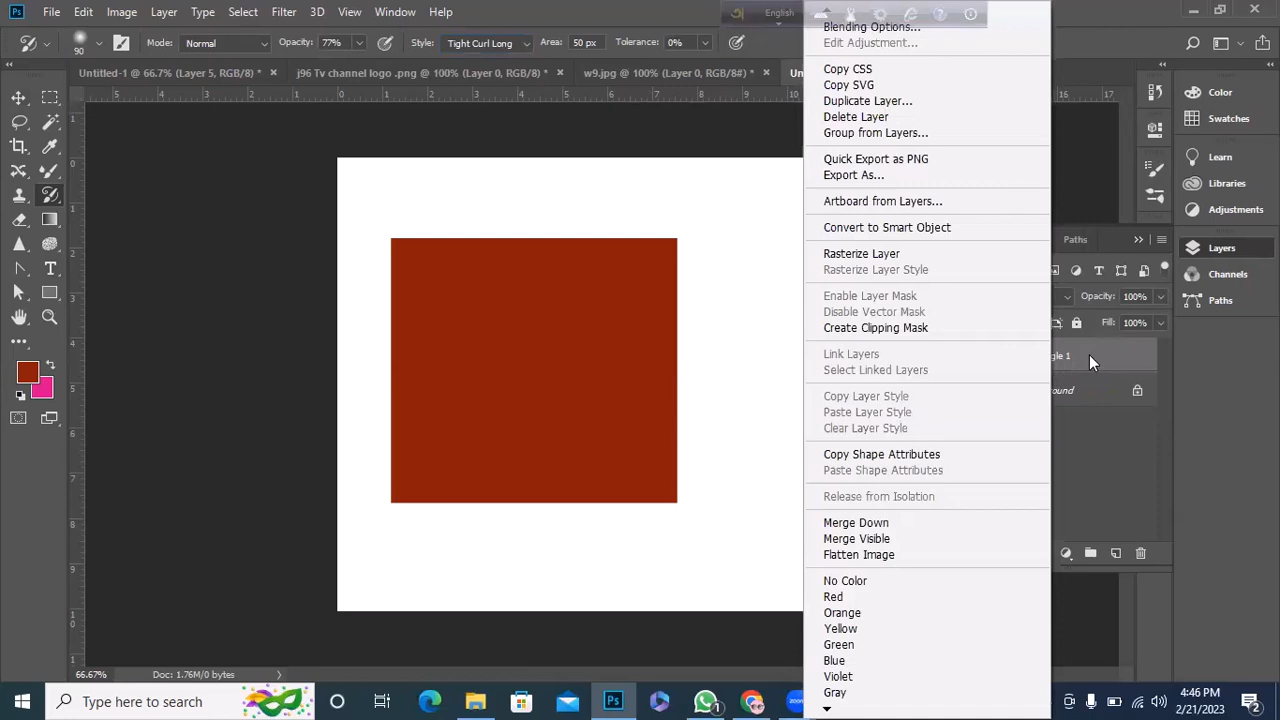 Ps File Edit Image Layer Type Select Filter 3D View Window Help
English
90 Mode: Normal Opacity: 77% Style: Tight Curl Long Area: 50 px Tolerance: 0%
Untitled-1 @ 66.7% (Layer 5, RGB/8) * × j96 Tv channel logo .png @ 100% (Layer 0, RGB/8) * × w9.jpg @ 100% (Layer 0, RGB/8#) * ×
Blending Options...
Edit Adjustment...
Copy CSS
Copy SVG
Duplicate Layer...
Delete Layer
Group from Layers...
Quick Export as PNG
Export As...
Artboard from Layers...
Convert to Smart Object
Rasterize Layer
Rasterize Layer Style
Enable Layer Mask
Disable Vector Mask
Create Clipping Mask
Link Layers
Select Linked Layers
Copy Layer Style
Paste Layer Style
Clear Layer Style
Copy Shape Attributes
Paste Shape Attributes
Release from Isolation
Merge Down
Merge Visible
Flatten Image
No Color
Red
Orange
Yellow
Green
Blue
Violet
Gray
Color
Swatches
Learn
Libraries
Adjustments
Layers
Channels
Paths
Paths
Opacity: 100%
Fill: 100%
gle 1
ound
66.67% Doc: 1.76M/0 bytes
Type here to search
Ps
zoom
4:46 PM
2/21/2023
2